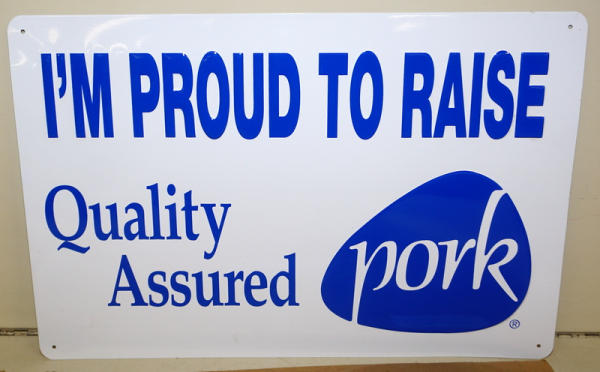 I'M PROUD TO RAISE
Quality
Assured
pork
®